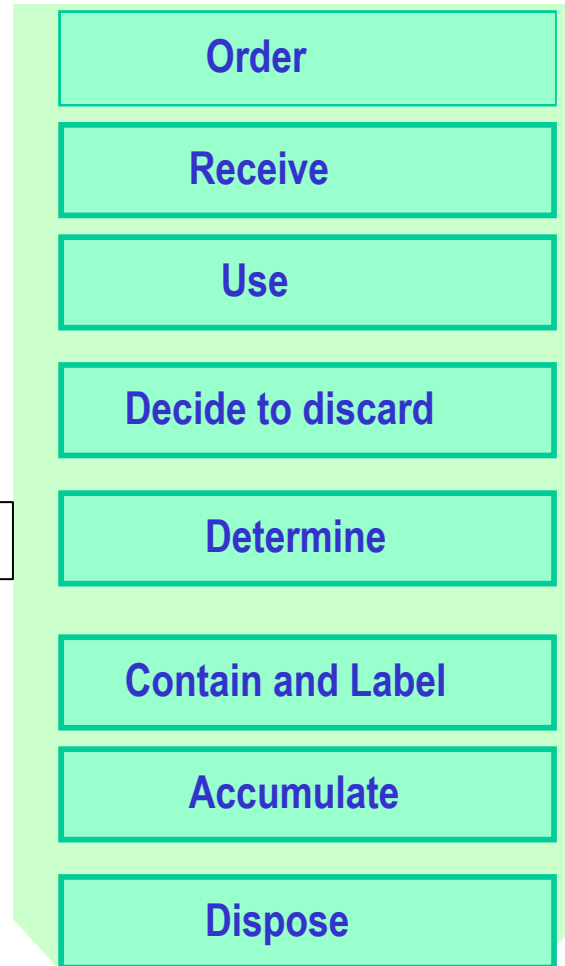 Order
Receive
Use
Decide to discard
Determine
Contain and Label
Accumulate
Dispose